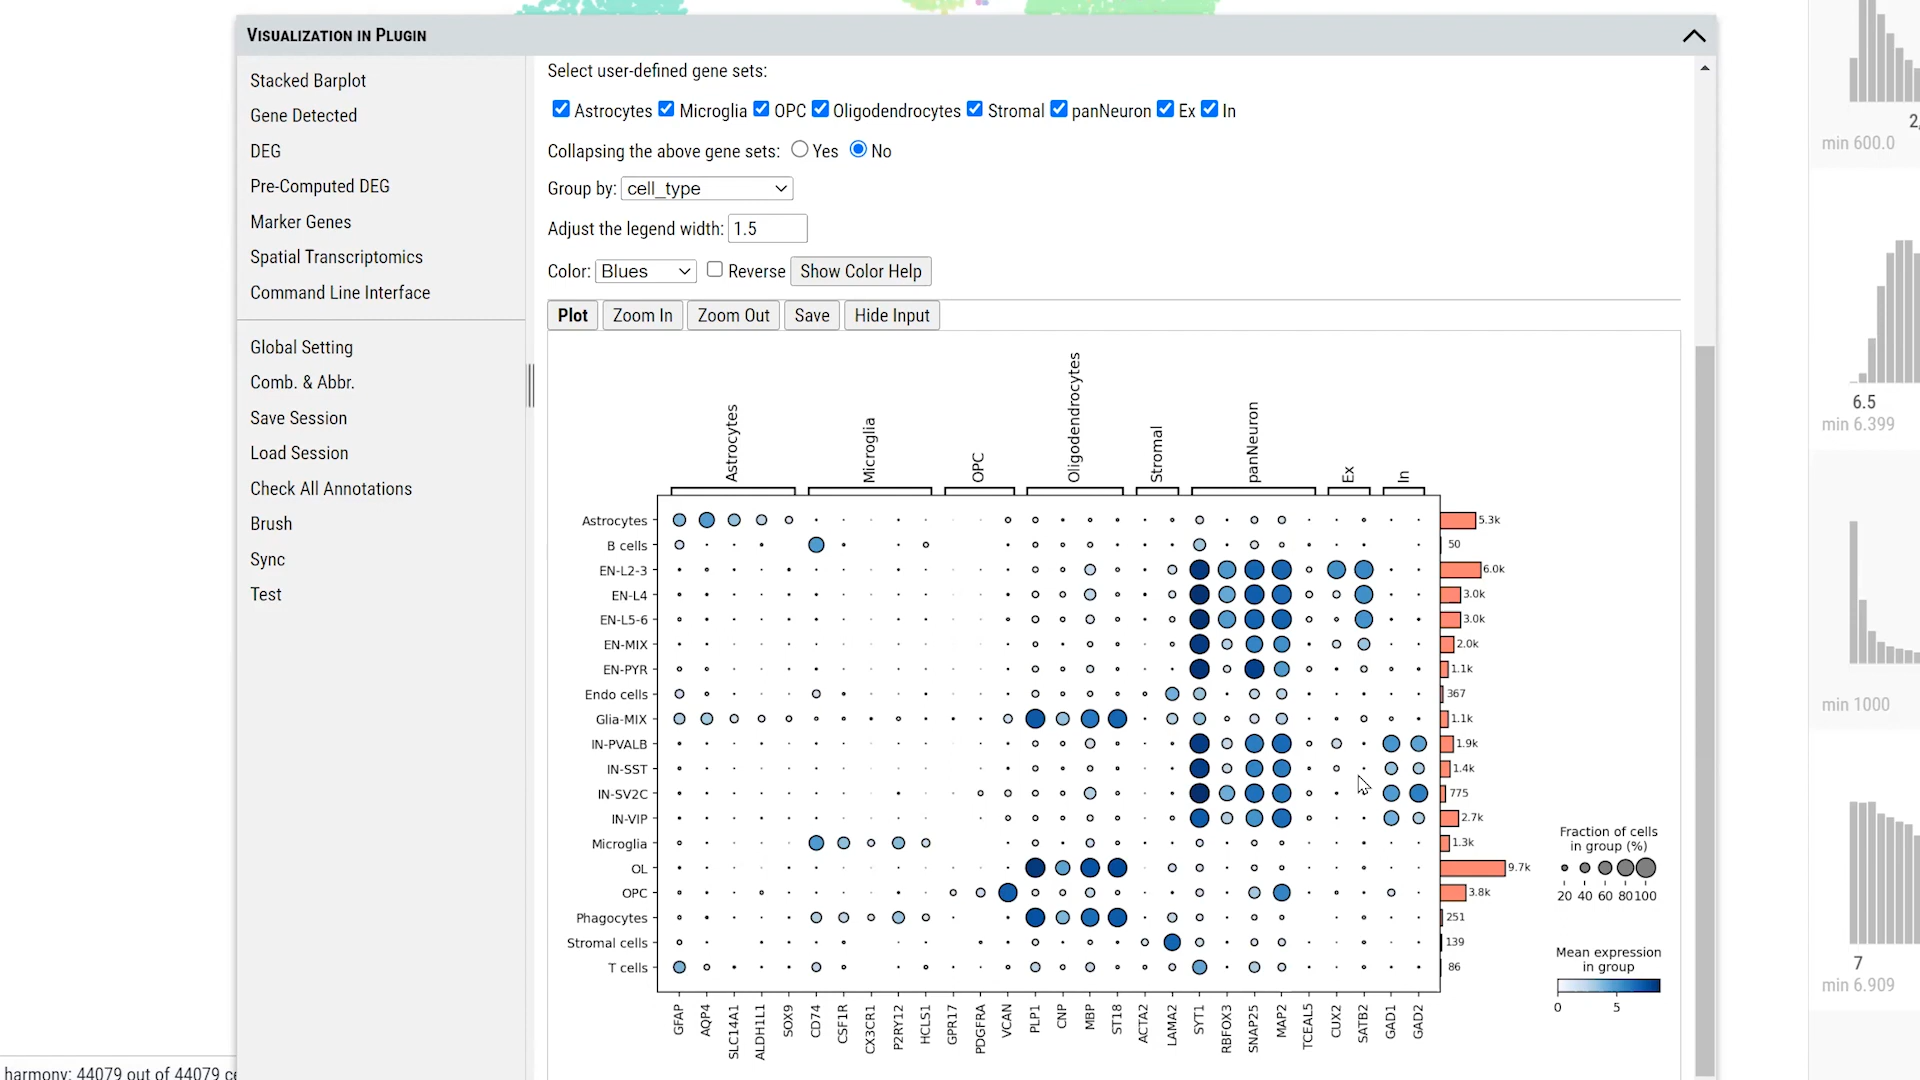 VISUALIZATION IN PLUGIN
Stacked Barplot
Gene Detected
DEG
Pre-Computed DEG
Marker Genes
Spatial Transcriptomics
Command Line Interface
Global Setting
Comb. & Abbr.
Save Session
Load Session
Check All Annotations
Brush
Sync
Test
Select user-defined gene sets:
Astrocytes Microglia OPC Oligodendrocytes Stromal panNeuron Ex In
Collapsing the above gene sets: Yes No
Group by: cell_type
Adjust the legend width: 1.5
Color: Blues Reverse Show Color Help
Plot Zoom In Zoom Out Save Hide Input
Astrocytes
Microglia
OPC
Oligodendrocytes
Stromal
panNeuron
Ex
In
Astrocytes 5.3k
B cells 50
EN-L2-3 6.0k
EN-L4 3.0k
EN-L5-6 3.0k
EN-MIX 2.0k
EN-PYR 1.1k
Endo cells 367
Glia-MIX 1.1k
IN-PVALB 1.9k
IN-SST 1.4k
IN-SV2C 775
IN-VIP 2.7k
Microglia 1.3k
OL 9.7k
OPC 3.8k
Phagocytes 251
Stromal cells 139
T cells 86
GFAP
AQP4
SLC14A1
ALDH1L1
SOX9
CD74
CSF1R
CX3CR1
P2RY12
HCLS1
GPR17
PDGFRA
VCAN
PLP1
CNP
MBP
ST18
ACTA2
LAMA2
SYT1
RBFOX3
SNAP25
MAP2
TCEAL5
CUX2
SATB2
GAD1
GAD2
Fraction of cells
in group (%)
20 40 60 80 100
Mean expression
in group
0 5
2,
min 600.0
6.5
min 6.399
min 1000
7
min 6.909
harmony: 44079 out of 44079 ce